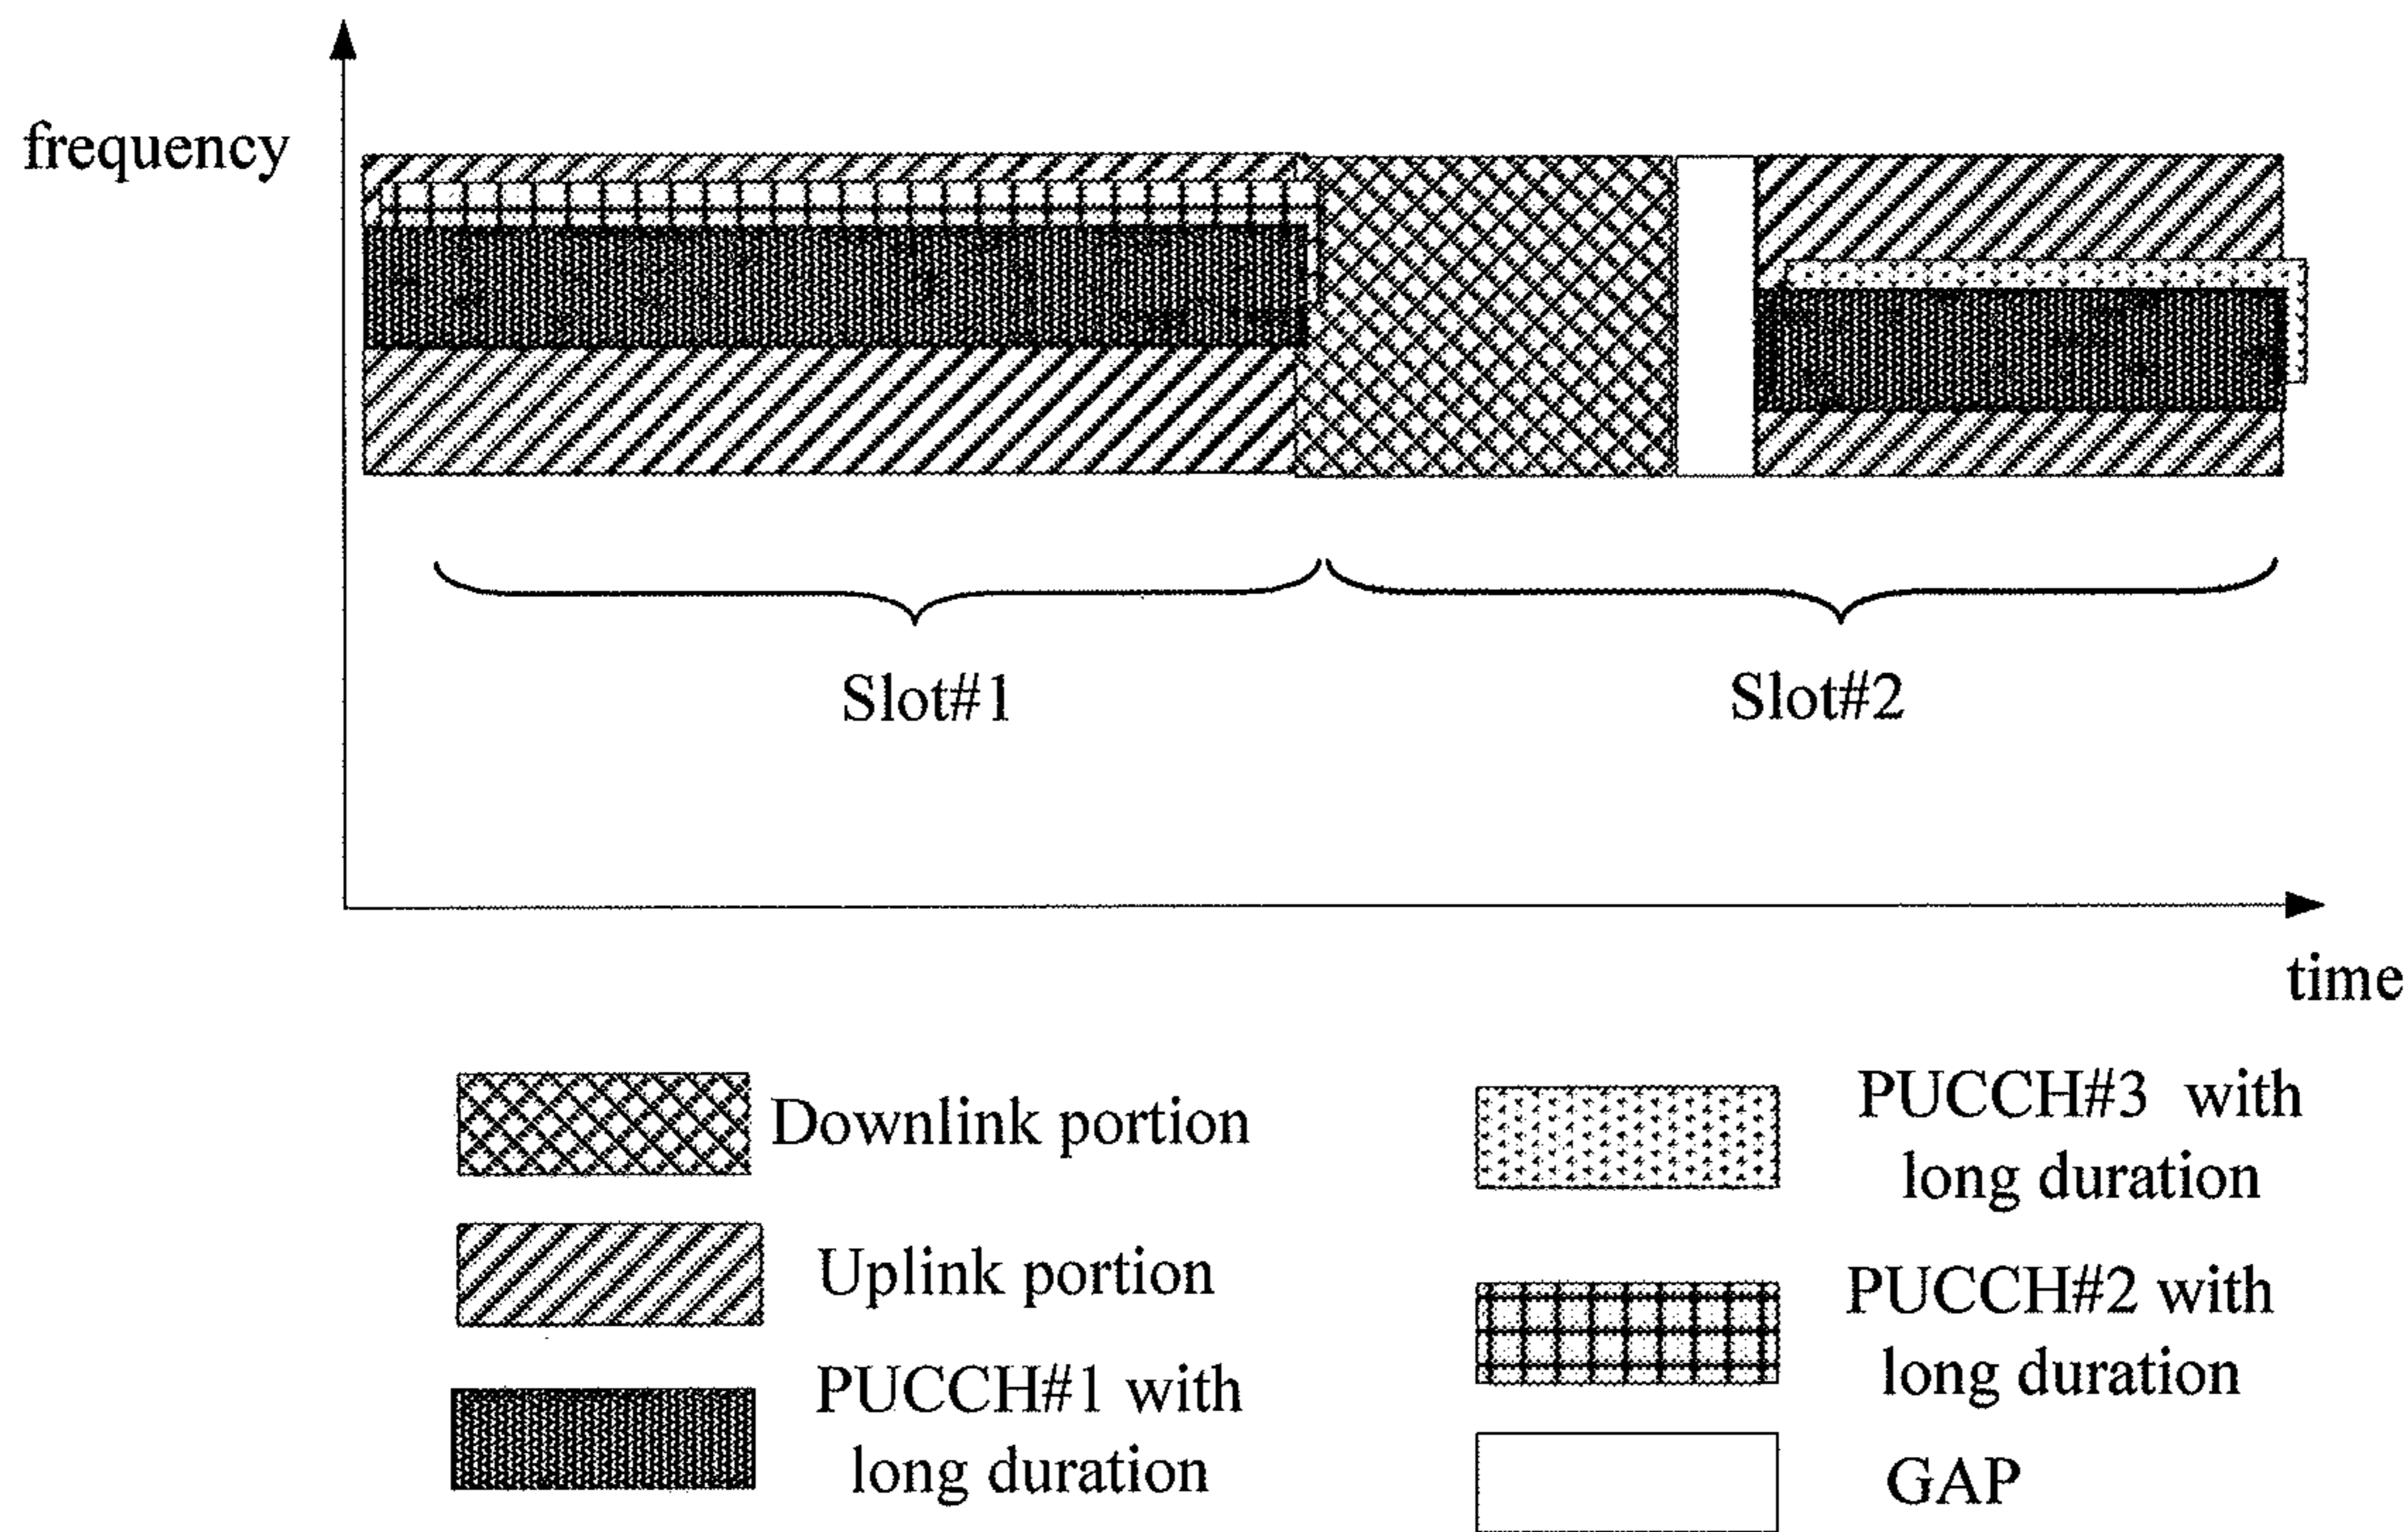 frequency
Slot#1
Slot#2
time
Downlink portion
Uplink portion
PUCCH#1 with
long duration
PUCCH#3 with
long duration
PUCCH#2 with
long duration
GAP